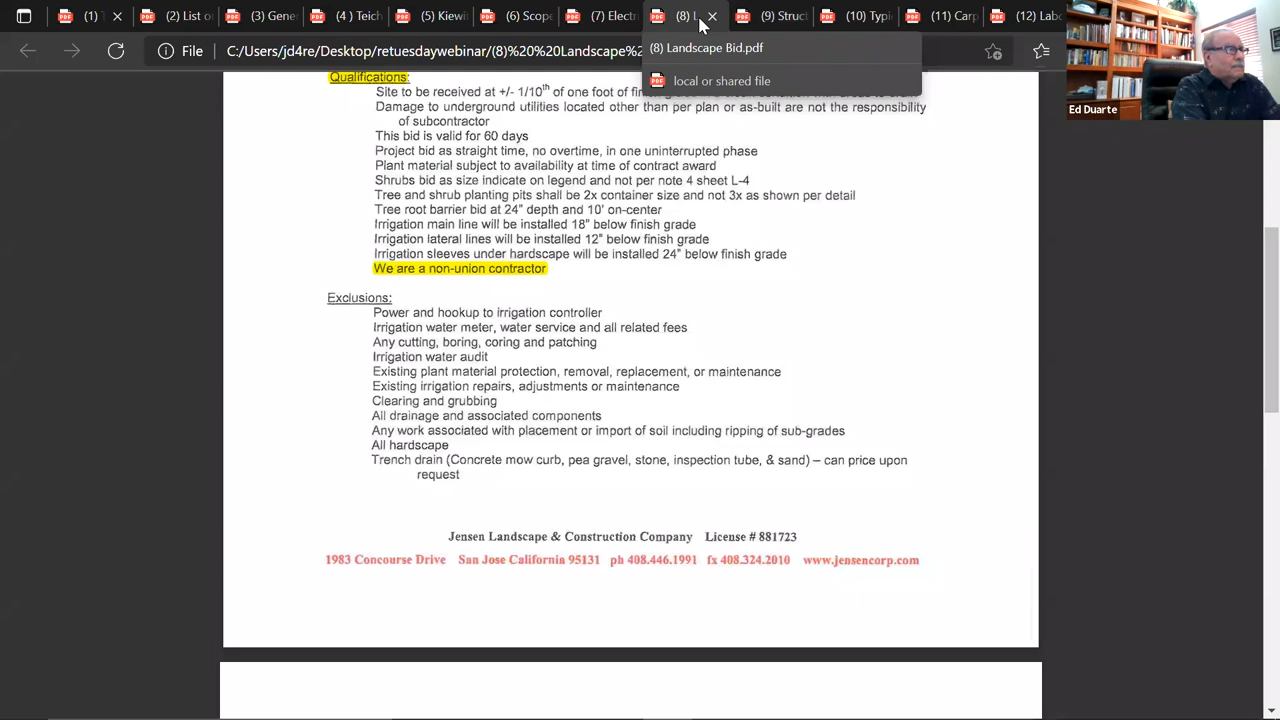 (1) T
(2) List o
(3) Gene
(4 ) Teich
(5) Kiewi
(6) Scope
(7) Electr
(8) L
(9) Struct
(10) Typi
(11) Carp
(12) Labo
File C:/Users/jd4re/Desktop/retuesdaywebinar/(8)%20%20Landscape%2
(8) Landscape Bid.pdf
local or shared file
Ed Duarte
Qualifications:
Site to be received at +/- 1/10th of one foot of
Damage to underground utilities located other than per plan or as-built are not the responsibility
of subcontractor
This bid is valid for 60 days
Project bid as straight time, no overtime, in one uninterrupted phase
Plant material subject to availability at time of contract award
Shrubs bid as size indicate on legend and not per note 4 sheet L-4
Tree and shrub planting pits shall be 2x container size and not 3x as shown per detail
Tree root barrier bid at 24" depth and 10' on-center
Irrigation main line will be installed 18" below finish grade
Irrigation lateral lines will be installed 12" below finish grade
Irrigation sleeves under hardscape will be installed 24" below finish grade
We are a non-union contractor
Exclusions:
Power and hookup to irrigation controller
Irrigation water meter, water service and all related fees
Any cutting, boring, coring and patching
Irrigation water audit
Existing plant material protection, removal, replacement, or maintenance
Existing irrigation repairs, adjustments or maintenance
Clearing and grubbing
All drainage and associated components
Any work associated with placement or import of soil including ripping of sub-grades
All hardscape
Trench drain (Concrete mow curb, pea gravel, stone, inspection tube, & sand) – can price upon
request
Jensen Landscape & Construction Company License # 881723
1983 Concourse Drive San Jose California 95131 ph 408.446.1991 fx 408.324.2010 www.jensencorp.com